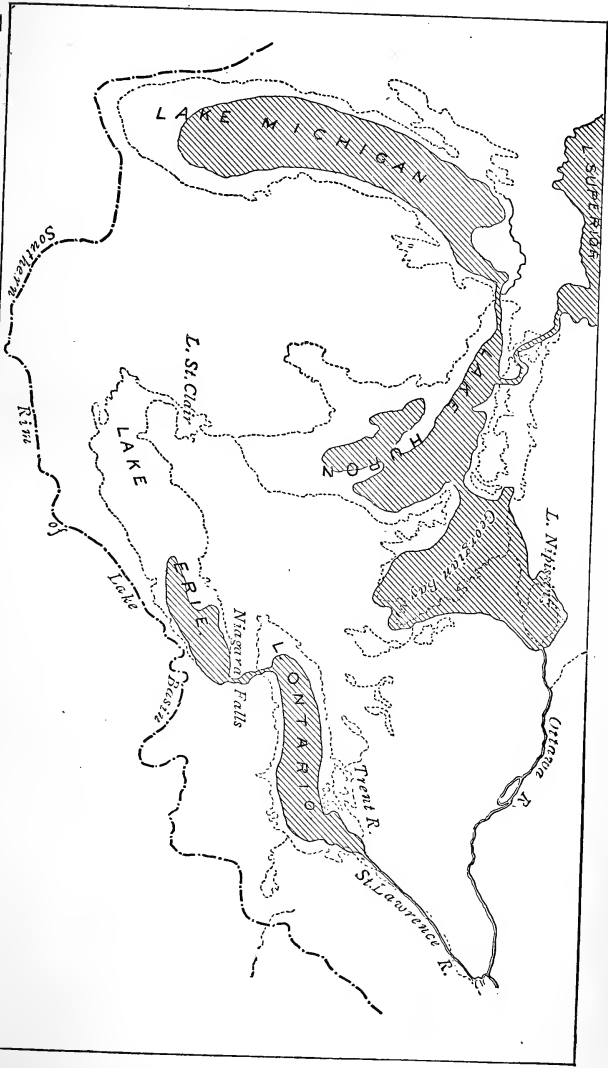 L. SUPERIOR
LAKE MICHIGAN
LAKE HURON
Georgian Bay
L. Nipissing
Ottawa R.
L. St. Clair
LAKE ERIE
Niagara Falls
L. ONTARIO
Trent R.
St. Lawrence R.
Southern Rim Lake Basin